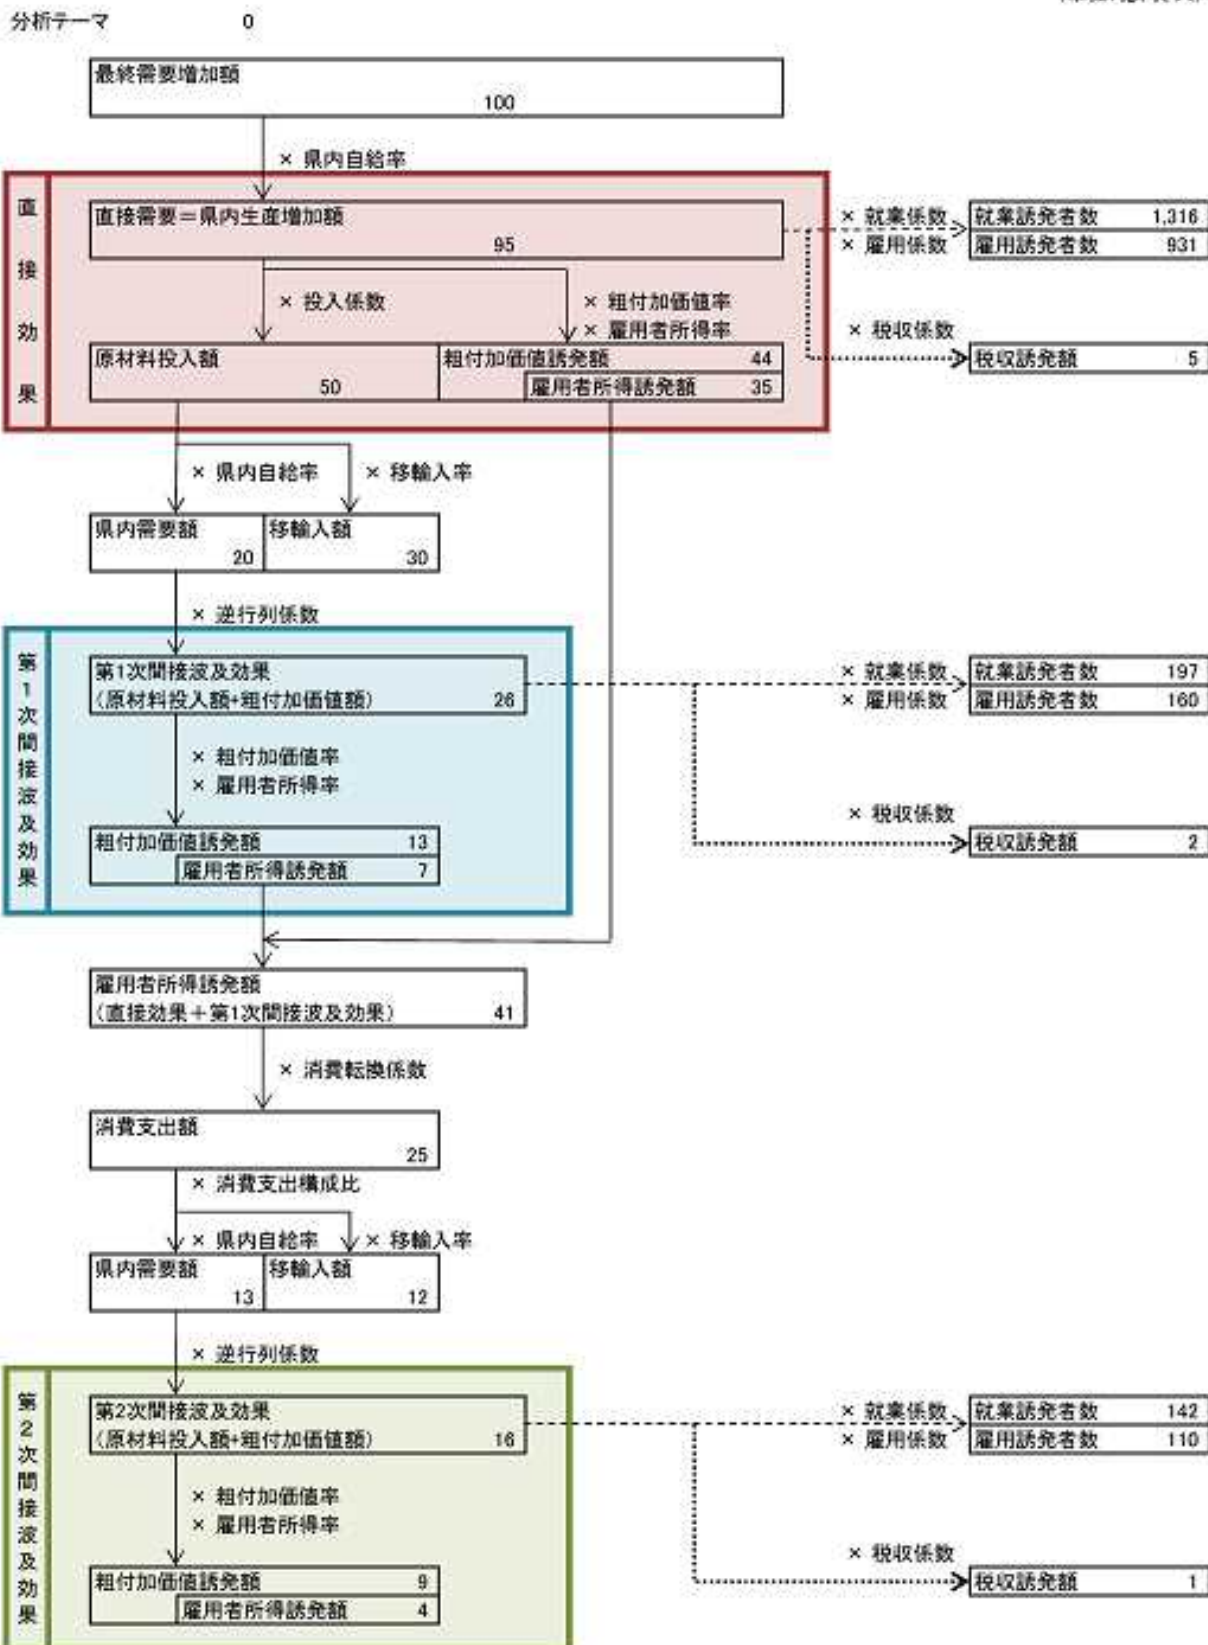 分析テーマ 0
最終需要増加額
100
× 県内自給率
直接効果
直接需要=県内生産増加額
95
× 就業係数
× 雇用係数
就業誘発者数 1,316
雇用誘発者数 931
× 投入係数
× 粗付加価値率
× 雇用者所得率
× 税収係数
税収誘発額 5
原材料投入額
50
粗付加価値誘発額 44
雇用者所得誘発額 35
× 県内自給率 × 移輸入率
県内需要額
20
移輸入額
30
× 逆行列係数
第1次間接波及効果
第1次間接波及効果
(原材料投入額+粗付加価値額) 26
× 就業係数
× 雇用係数
就業誘発者数 197
雇用誘発者数 160
× 粗付加価値率
× 雇用者所得率
× 税収係数
税収誘発額 2
粗付加価値誘発額 13
雇用者所得誘発額 7
雇用者所得誘発額
(直接効果+第1次間接波及効果) 41
× 消費転換係数
消費支出額
25
× 消費支出構成比
× 県内自給率 × 移輸入率
県内需要額
13
移輸入額
12
× 逆行列係数
第2次間接波及効果
第2次間接波及効果
(原材料投入額+粗付加価値額) 16
× 就業係数
× 雇用係数
就業誘発者数 142
雇用誘発者数 110
× 粗付加価値率
× 雇用者所得率
× 税収係数
税収誘発額 1
粗付加価値誘発額 9
雇用者所得誘発額 4